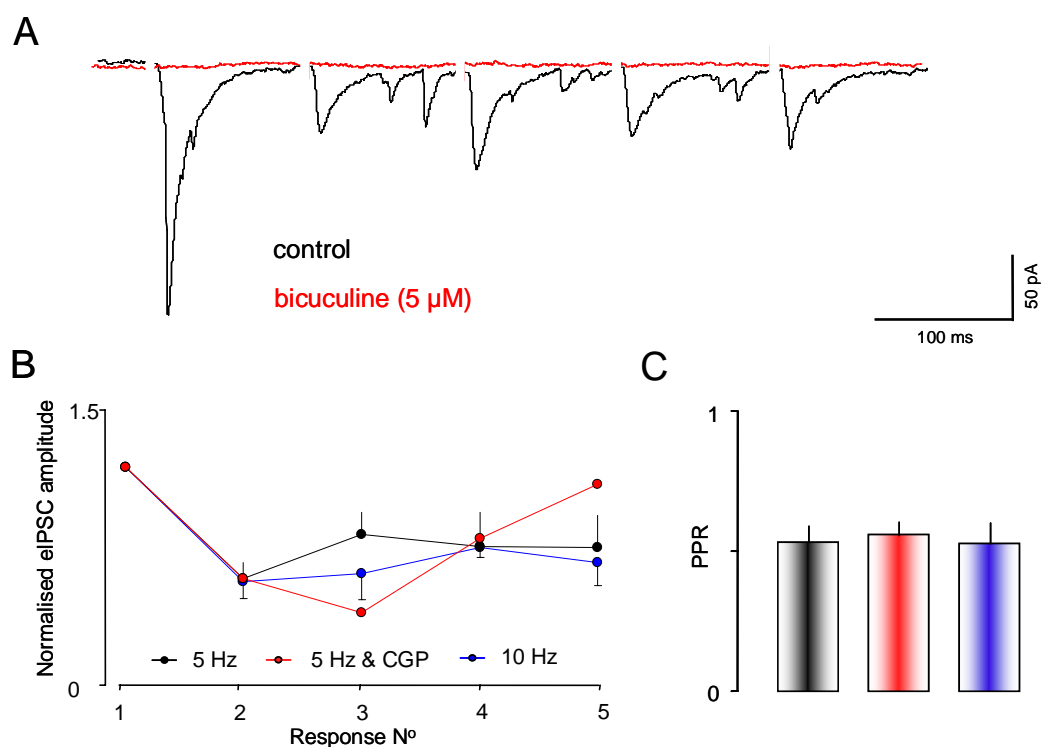 A
control
bicuculine (5 µM)
50 pA
100 ms
B
Normalised eIPSC amplitude
1.5
0
5 Hz
5 Hz & CGP
10 Hz
1 2 3 4 5
Response Nº
C
PPR
1
0